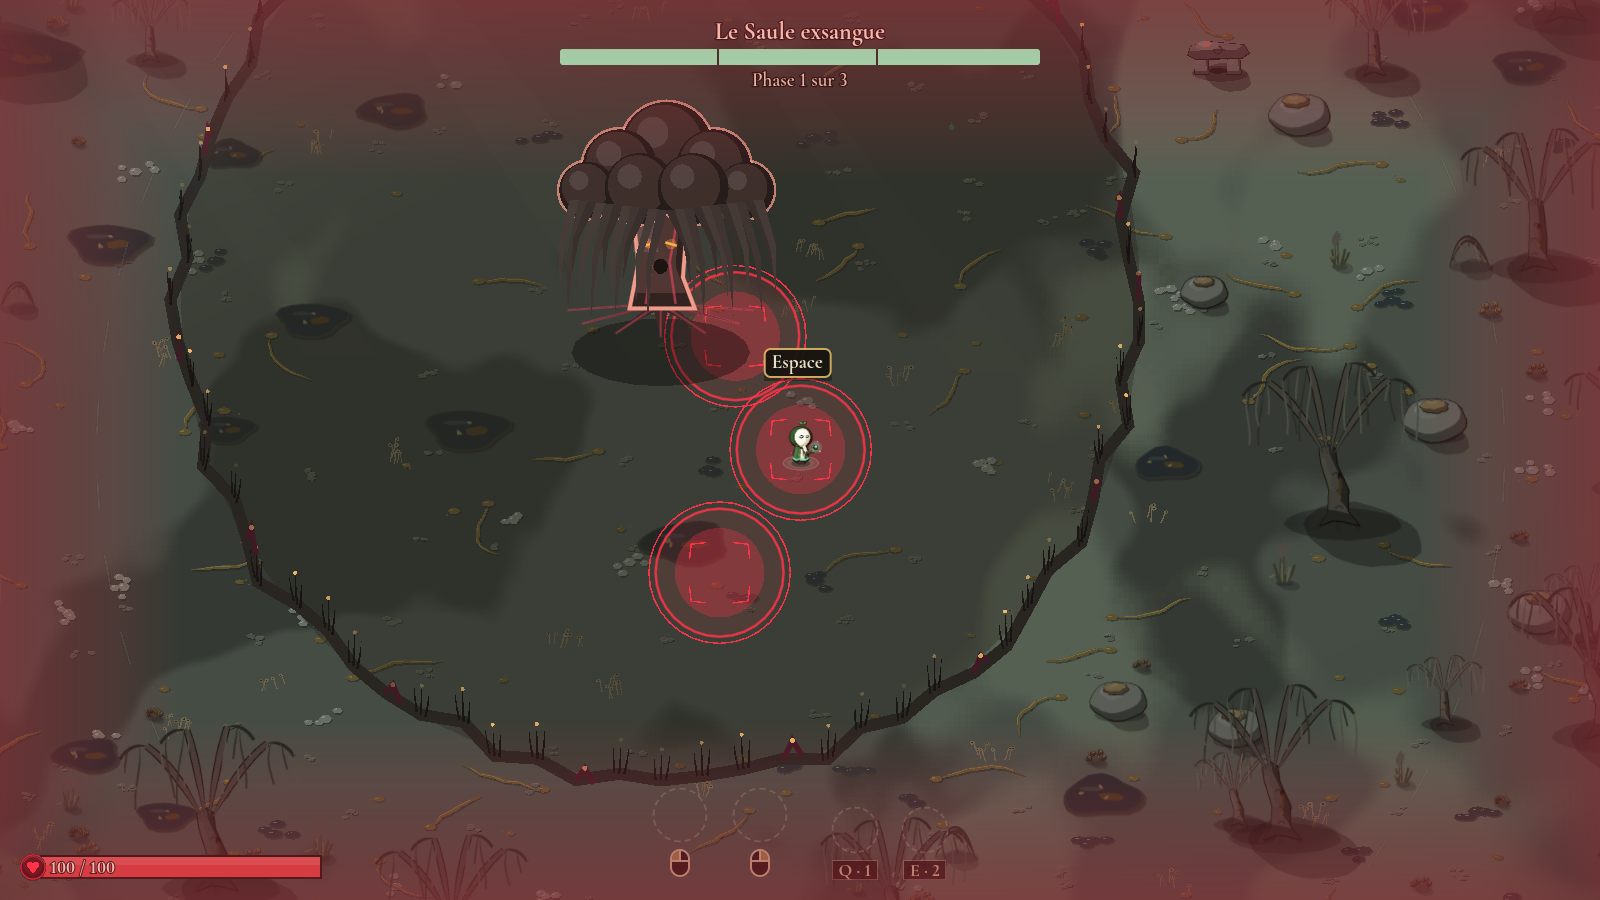 Le Saule exsangue
Phase 1 sur 3
Espace
100 / 100
Q · 1
E · 2